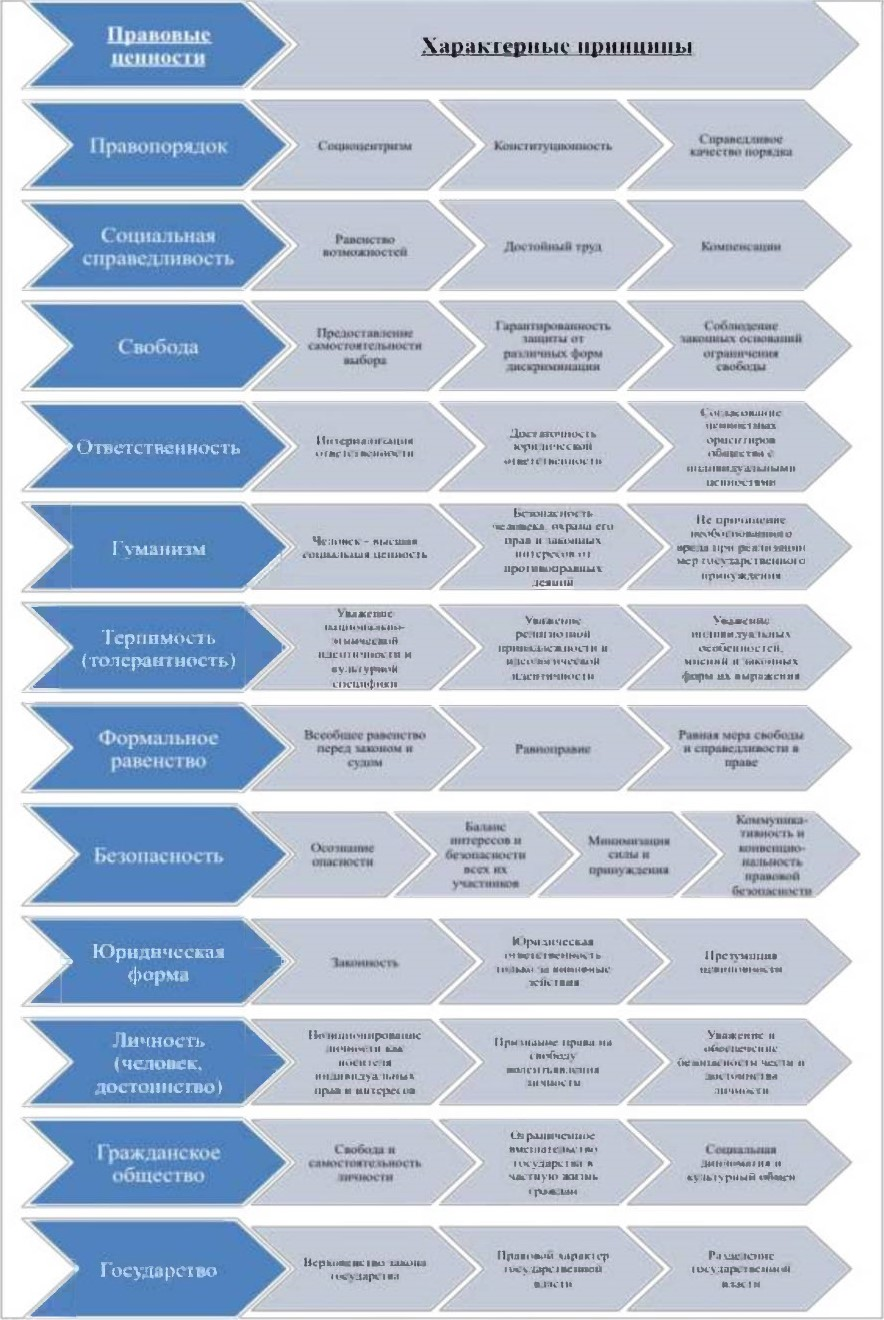 Правовые
ценности
Характерные принципы
Правопорядок
Социоцентризм
Конституционность
Справедливое
качество порядка
Социальная
справедливость
Равенство
возможностей
Достойный труд
Компенсации
Свобода
Предоставление
самостоятельности
выбора
Гарантированность
защиты от
различных форм
дискриминации
Соблюдение
законных оснований
ограничения
свободы
Ответственность
Интериализация
ответственности
Достаточность
юридической
ответственности
Согласование
ценностных
ориентиров
общества с
индивидуальными
ценностями
Гуманизм
Человек - высшая
социальная ценность
Безопасность
человека, охрана его
прав и законных
интересов от
противоправных
деяний
Не причинение
необоснованного
вреда при реализации
мер государственного
принуждения
Терпимость
(толерантность)
Уважение
национально-
этнической
идентичности и
культурной
специфики
Уважение
религиозной
принадлежности и
идеологической
идентичности
Уважение
индивидуальных
особенностей,
мнений и законных
форм их выражения
Формальное
равенство
Всеобщее равенство
перед законом и
судом
Равноправие
Равная мера свободы
и справедливости в
праве
Безопасность
Осознание
опасности
Баланс
интересов и
безопасности
всех их
участников
Минимизация
силы и
принуждения
Коммуника-
тивность и
конвенцио-
нальность
правовой
безопасности
Юридическая
форма
Законность
Юридическая
ответственность
только за виновные
действия
Презумпция
невиновности
Личность
(человек,
достоинство)
Позиционирование
личности как
носителя
индивидуальных
прав и интересов
Признание права на
свободу
волеизъявления
личности
Уважение и
обеспечение
безопасности чести и
достоинства
личности
Гражданское
общество
Свобода и
самостоятельность
личности
Ограниченное
вмешательство
государства в
частную жизнь
граждан
Социальная
дипломатия и
культурный обмен
Государство
Верховенство закона
государства
Правовой характер
государственной
власти
Разделение
государственной
власти